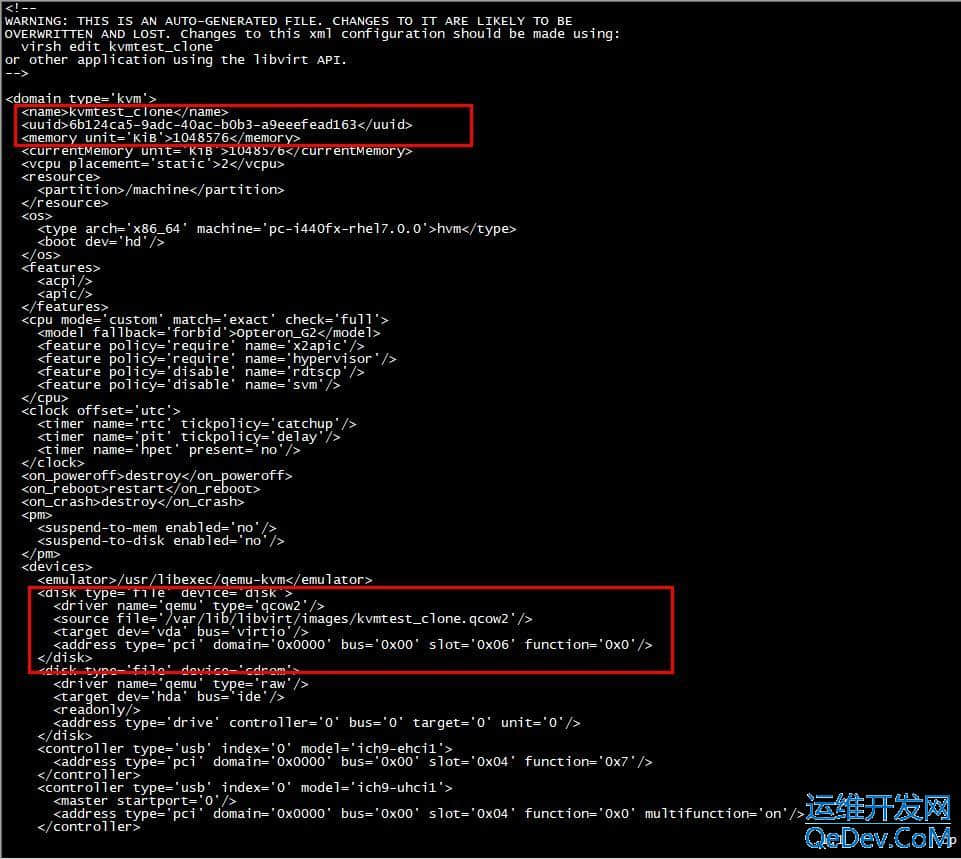 <!--
WARNING: THIS IS AN AUTO-GENERATED FILE. CHANGES TO IT ARE LIKELY TO BE
OVERWRITTEN AND LOST. Changes to this xml configuration should be made using:
  virsh edit kvmtest_clone
or other application using the libvirt API.
-->

<domain type='kvm'>
  <name>kvmtest_clone</name>
  <uuid>6b124ca5-9adc-40ac-b0b3-a9eeefead163</uuid>
  <memory unit='KiB'>1048576</memory>
  <currentMemory unit='KiB'>1048576</currentMemory>
  <vcpu placement='static'>2</vcpu>
  <resource>
    <partition>/machine</partition>
  </resource>
  <os>
    <type arch='x86_64' machine='pc-i440fx-rhel7.0.0'>hvm</type>
    <boot dev='hd'/>
  </os>
  <features>
    <acpi/>
    <apic/>
  </features>
  <cpu mode='custom' match='exact' check='full'>
    <model fallback='forbid'>Opteron_G2</model>
    <feature policy='require' name='x2apic'/>
    <feature policy='require' name='hypervisor'/>
    <feature policy='disable' name='rdtscp'/>
    <feature policy='disable' name='svm'/>
  </cpu>
  <clock offset='utc'>
    <timer name='rtc' tickpolicy='catchup'/>
    <timer name='pit' tickpolicy='delay'/>
    <timer name='hpet' present='no'/>
  </clock>
  <on_poweroff>destroy</on_poweroff>
  <on_reboot>restart</on_reboot>
  <on_crash>destroy</on_crash>
  <pm>
    <suspend-to-mem enabled='no'/>
    <suspend-to-disk enabled='no'/>
  </pm>
  <devices>
    <emulator>/usr/libexec/qemu-kvm</emulator>
    <disk type='file' device='disk'>
      <driver name='qemu' type='qcow2'/>
      <source file='/var/lib/libvirt/images/kvmtest_clone.qcow2'/>
      <target dev='vda' bus='virtio'/>
      <address type='pci' domain='0x0000' bus='0x00' slot='0x06' function='0x0'/>
    </disk>
    <disk type='file' device='cdrom'>
      <driver name='qemu' type='raw'/>
      <target dev='hda' bus='ide'/>
      <readonly/>
      <address type='drive' controller='0' bus='0' target='0' unit='0'/>
    </disk>
    <controller type='usb' index='0' model='ich9-ehci1'>
      <address type='pci' domain='0x0000' bus='0x00' slot='0x04' function='0x7'/>
    </controller>
    <controller type='usb' index='0' model='ich9-uhci1'>
      <master startport='0'/>
      <address type='pci' domain='0x0000' bus='0x00' slot='0x04' function='0x0' multifunction='on'/>
    </controller>
运维开发网
QeDev.CoM